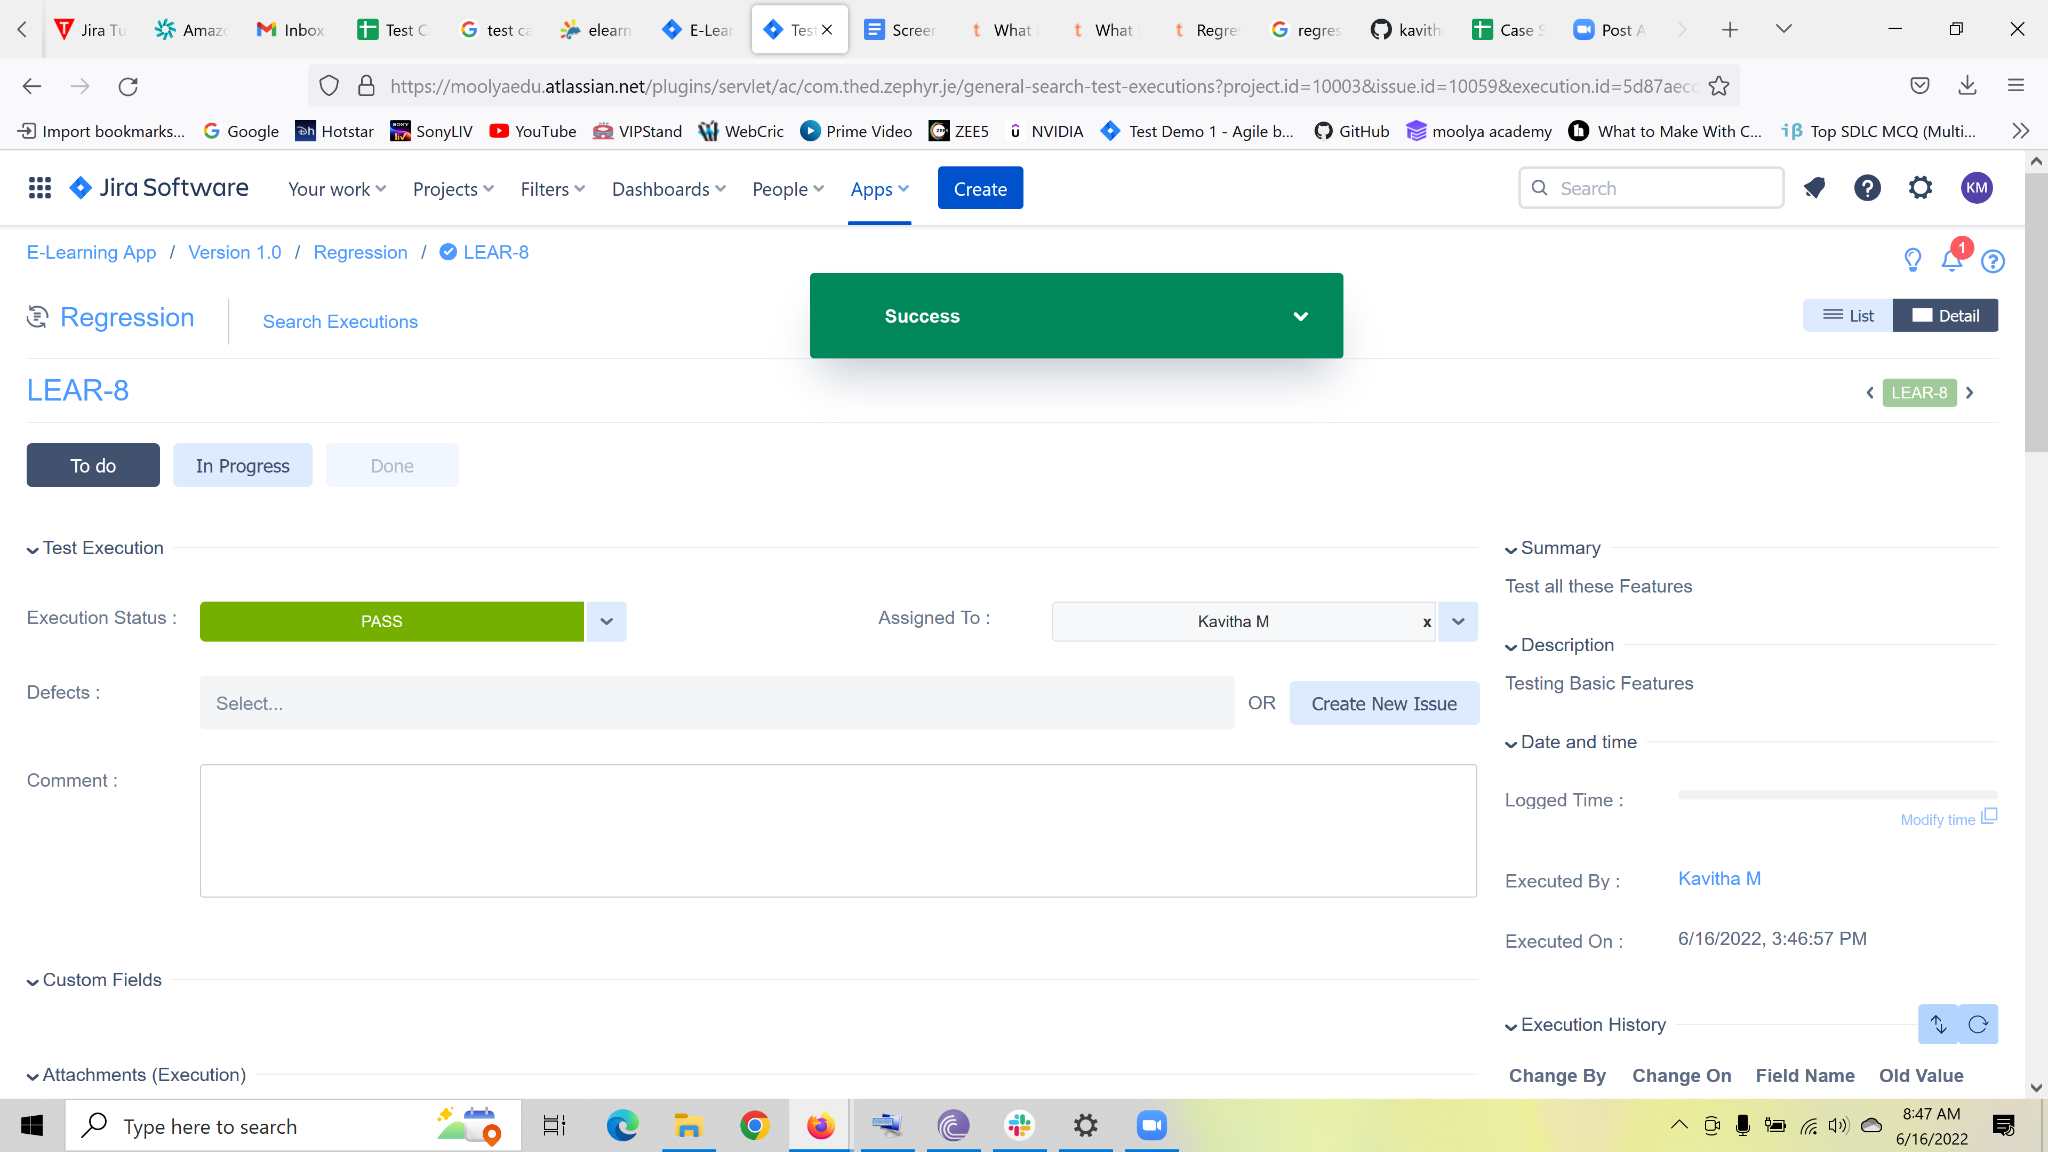 Jira Tu
Amaz
Inbox
Test C
test ca
elearn
E-Lear
Test
Screen
What
What
Regres
regres
kavith
Case S
Post A
https://moolyaedu.atlassian.net/plugins/servlet/ac/com.thed.zephyr.je/general-search-test-executions?project.id=10003&issue.id=10059&execution.id=5d87aecc
Import bookmarks...
Google
Hotstar
SonyLIV
YouTube
VIPStand
WebCric
Prime Video
ZEE5
NVIDIA
Test Demo 1 - Agile b...
GitHub
moolya academy
What to Make With C...
Top SDLC MCQ (Multi...
Jira Software
Your work
Projects
Filters
Dashboards
People
Apps
Create
Search
KM
E-Learning App / Version 1.0 / Regression / LEAR-8
1
Success
Regression
Search Executions
List
Detail
LEAR-8
LEAR-8
To do
In Progress
Done
Test Execution
Execution Status :
PASS
Assigned To :
Kavitha M
x
Defects :
Select...
OR
Create New Issue
Comment :
Custom Fields
Attachments (Execution)
Summary
Test all these Features
Description
Testing Basic Features
Date and time
Logged Time :
Modify time
Executed By :
Kavitha M
Executed On :
6/16/2022, 3:46:57 PM
Execution History
Change By
Change On
Field Name
Old Value
Type here to search
8:47 AM
6/16/2022